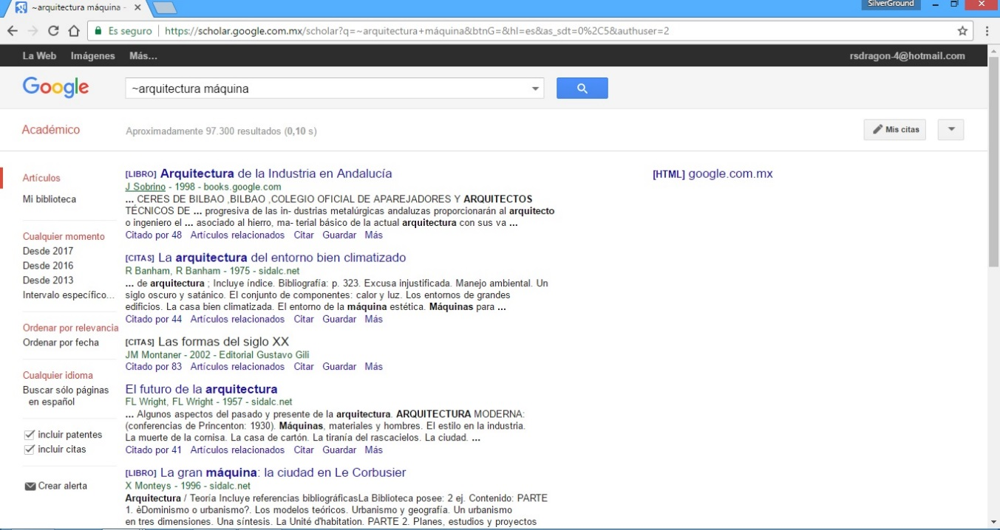 ~arquitectura máquina -
SilverGround
Es seguro https://scholar.google.com.mx/scholar?q=~arquitectura+máquina&btnG=&hl=es&as_sdt=0%2C5&authuser=2
La Web Imágenes Más... rsdragon-4@hotmail.com
Google ~arquitectura máquina
Académico Aproximadamente 97.300 resultados (0,10 s) Mis citas
Artículos
Mi biblioteca
Cualquier momento
Desde 2017
Desde 2016
Desde 2013
Intervalo específico...
Ordenar por relevancia
Ordenar por fecha
Cualquier idioma
Buscar sólo páginas
en español
incluir patentes
incluir citas
Crear alerta
[LIBRO] Arquitectura de la Industria en Andalucía
J Sobrino - 1998 - books.google.com
... CERES DE BILBAO ,BILBAO ,COLEGIO OFICIAL DE APAREJADORES Y ARQUITECTOS
TÉCNICOS DE ... progresiva de las in- dustrias metalúrgicas andaluzas proporcionarán al arquitecto
o ingeniero el ... asociado al hierro, ma- terial básico de la actual arquitectura con sus va ...
Citado por 48 Artículos relacionados Citar Guardar Más
[HTML] google.com.mx
[CITAS] La arquitectura del entorno bien climatizado
R Banham, R Banham - 1975 - sidalc.net
... de arquitectura ; Incluye índice. Bibliografía: p. 323. Excusa injustificada. Manejo ambiental. Un
siglo oscuro y satánico. El conjunto de componentes: calor y luz. Los entornos de grandes
edificios. La casa bien climatizada. El entorno de la máquina estética. Máquinas para ...
Citado por 44 Artículos relacionados Citar Guardar Más
[CITAS] Las formas del siglo XX
JM Montaner - 2002 - Editorial Gustavo Gili
Citado por 83 Artículos relacionados Citar Guardar Más
El futuro de la arquitectura
FL Wright, FL Wright - 1957 - sidalc.net
... Algunos aspectos del pasado y presente de la arquitectura. ARQUITECTURA MODERNA:
(conferencias de Princenton: 1930). Máquinas, materiales y hombres. El estilo en la industria.
La muerte de la cornisa. La casa de cartón. La tiranía del rascacielos. La ciudad. ...
Citado por 41 Artículos relacionados Citar Guardar Más
[LIBRO] La gran máquina: la ciudad en Le Corbusier
X Monteys - 1996 - sidalc.net
Arquitectura / Teoría Incluye referencias bibliográficasLa Biblioteca posee: 2 ej. Contenido: PARTE
1. èDominismo o urbanismo?. Los modelos teóricos. Urbanismo y geografía. Un urbanismo
en tres dimensiones. Una síntesis. La Unité d'habitation. PARTE 2. Planes, estudios y proyectos